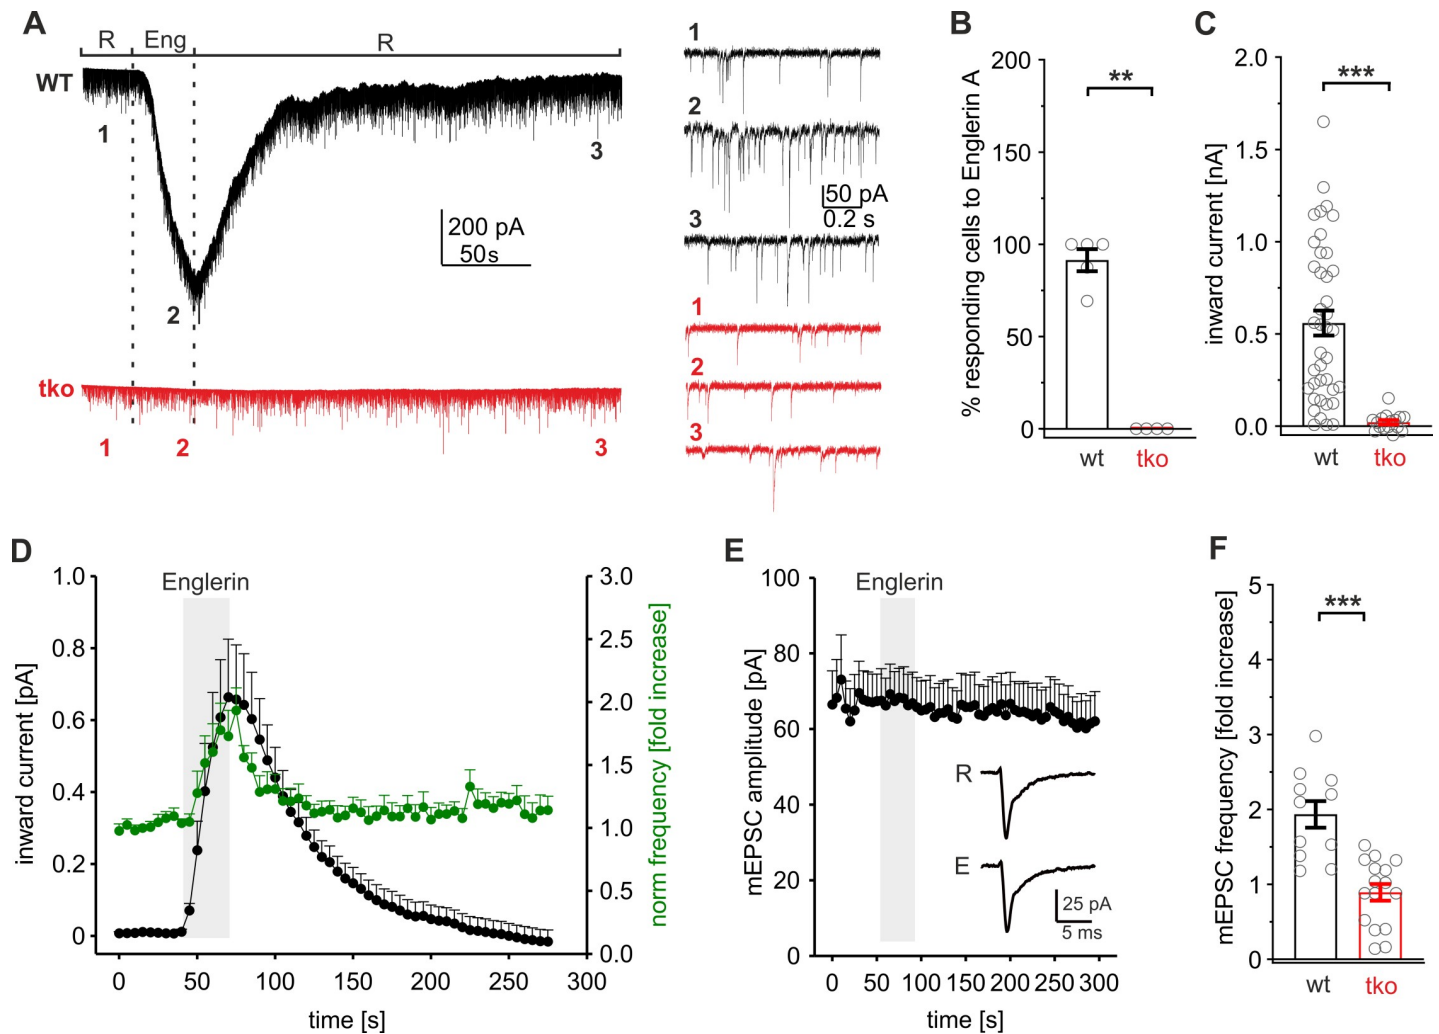 A
R Eng R
WT
1
2
3
200 pA
50s
tko
1 2 3
1
2
50 pA
0.2 s
3
1
2
3
B
% responding cells to Englerin A
200
150
100
50
0
**
wt tko
C
inward current [nA]
2.0
1.5
1.0
0.5
0.0
***
wt tko
D
Englerin
inward current [pA]
1.0
0.8
0.6
0.4
0.2
0
norm frequency [fold increase]
3.0
2.5
2.0
1.5
1.0
0.5
0.0
0 50 100 150 200 250 300
time [s]
E
Englerin
mEPSC amplitude [pA]
100
80
60
40
20
0
R
E
25 pA
5 ms
0 50 100 150 200 250 300
time [s]
F
mEPSC frequency [fold increase]
5
4
3
2
1
0
***
wt tko